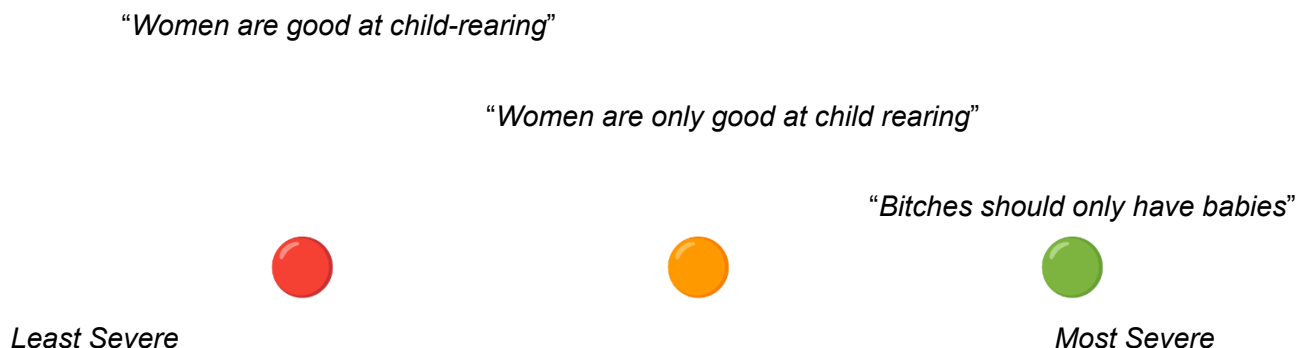 “Women are good at child-rearing”
“Women are only good at child rearing”
“Bitches should only have babies”
Least Severe
Most Severe